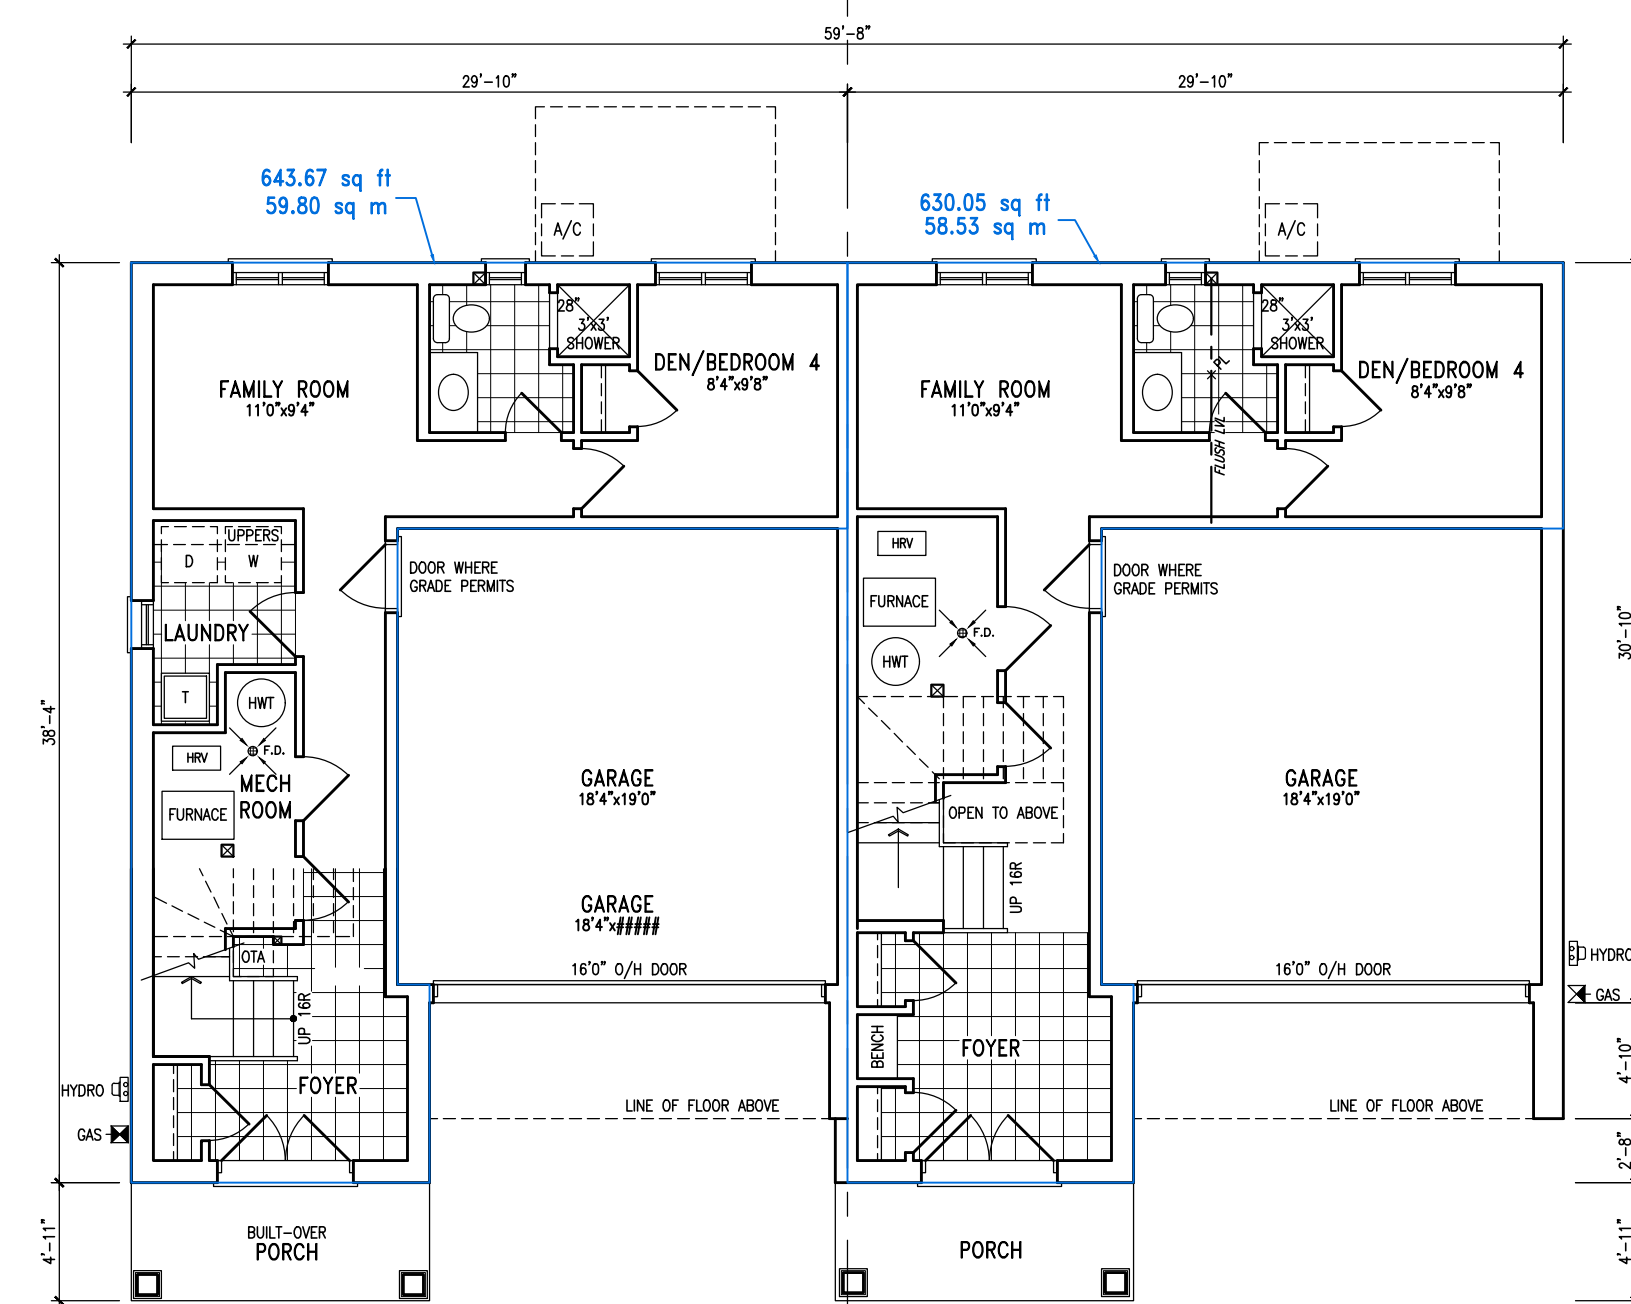 59'-8"
29'-10"
29'-10"
643.67 sq ft
59.80 sq m
630.05 sq ft
58.53 sq m
A/C
A/C
28"
3'x3'
SHOWER
28"
3'x3'
SHOWER
DEN/BEDROOM 4
8'4"x9'8"
FAMILY ROOM
11'0"x9'4"
PL
FLUSH LVL
FAMILY ROOM
11'0"x9'4"
DEN/BEDROOM 4
8'4"x9'8"
UPPERS
D
W
LAUNDRY
T
DOOR WHERE
GRADE PERMITS
HRV
FURNACE
F.D.
HWT
DOOR WHERE
GRADE PERMITS
30'-10"
38'-4"
HWT
F.D.
HRV
MECH
ROOM
FURNACE
GARAGE
18'4"x19'0"
GARAGE
18'4"x#####
16'0" O/H DOOR
OPEN TO ABOVE
UP 16R
GARAGE
18'4"x19'0"
16'0" O/H DOOR
HYDRO
GAS
OTA
UP 16R
FOYER
HYDRO
GAS
LINE OF FLOOR ABOVE
BENCH
FOYER
LINE OF FLOOR ABOVE
4'-10"
2'-8"
4'-11"
BUILT-OVER
PORCH
PORCH
4'-11"